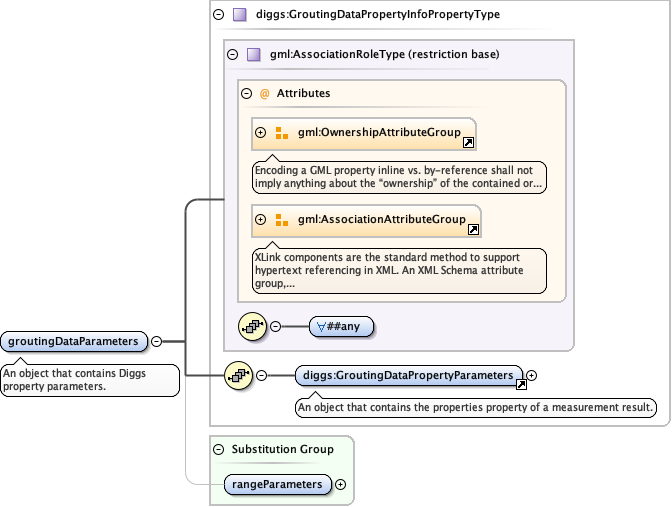 diggs:GroutingDataPropertyInfoPropertyType
gml:AssociationRoleType (restriction base)
@ Attributes
gml:OwnershipAttributeGroup
Encoding a GML property inline vs. by-reference shall not
imply anything about the “ownership” of the contained or...
gml:AssociationAttributeGroup
XLink components are the standard method to support
hypertext referencing in XML. An XML Schema attribute
group,...
∀##any
groutingDataParameters
An object that contains Diggs
property parameters.
diggs:GroutingDataPropertyParameters
An object that contains the properties property of a measurement result.
Substitution Group
rangeParameters